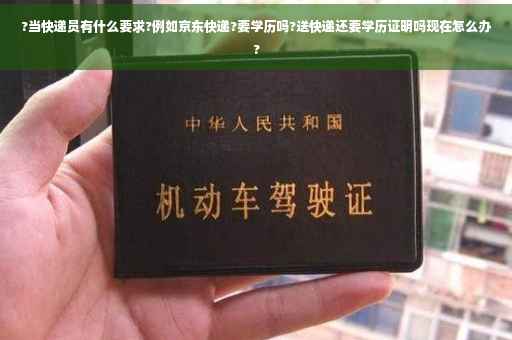 ?当快递员有什么要求?例如京东快递?要学历吗?送快递还要学历证明吗现在怎么办
?
中华人民共和国
机动车驾驶证